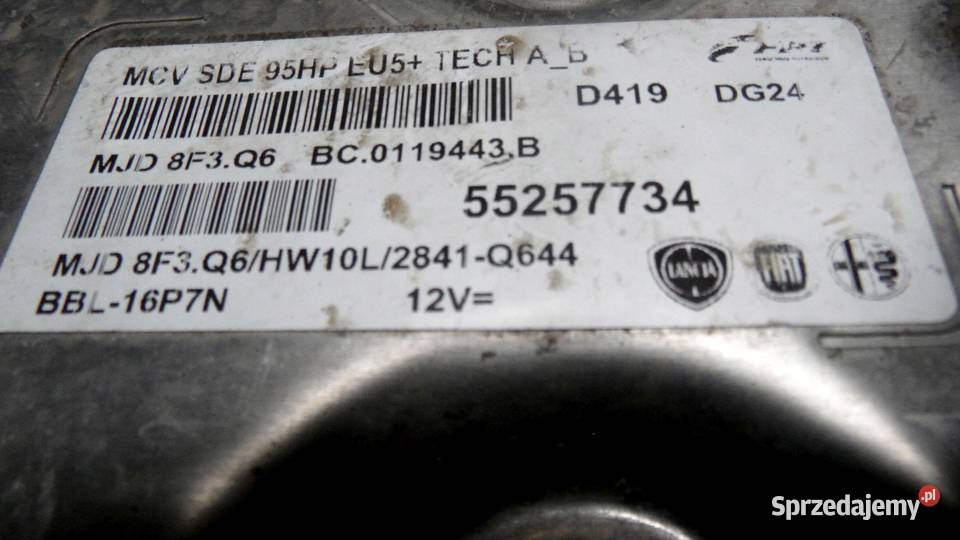 MCV SDE 95HP EU5+ TECH A_B
D419 DG24
MJD 8F3.Q6 BC.0119443.B
55257734
MJD 8F3.Q6/HW10L/2841-Q644
BBL-16P7N 12V=
LANCIA FIAT
Sprzedajemy.pl